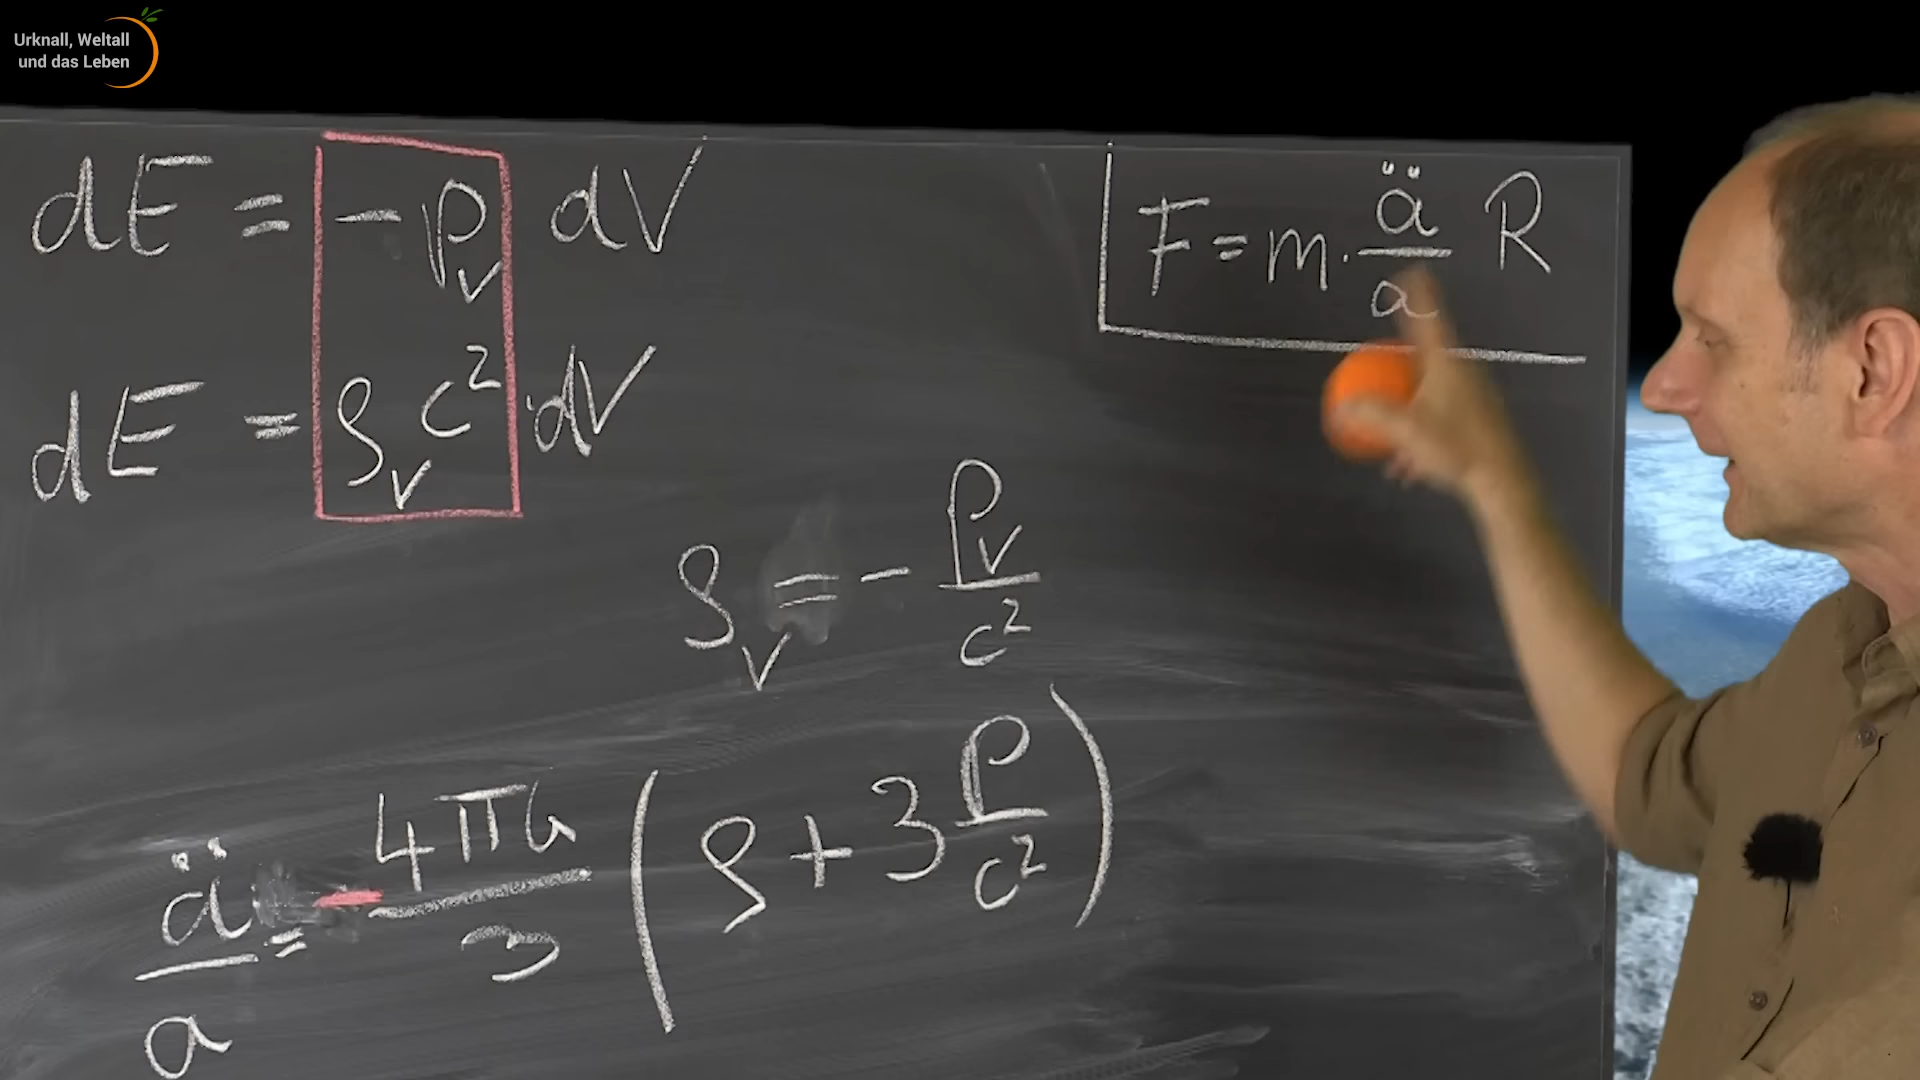 Urknall, Weltall
und das Leben
dE = -P_V dV
F = m · ä/a R
dE = ρ_V c² · dV
ρ_V = - P_V/c²
ä/a = - 4πG/3 (ρ + 3 P/c²)